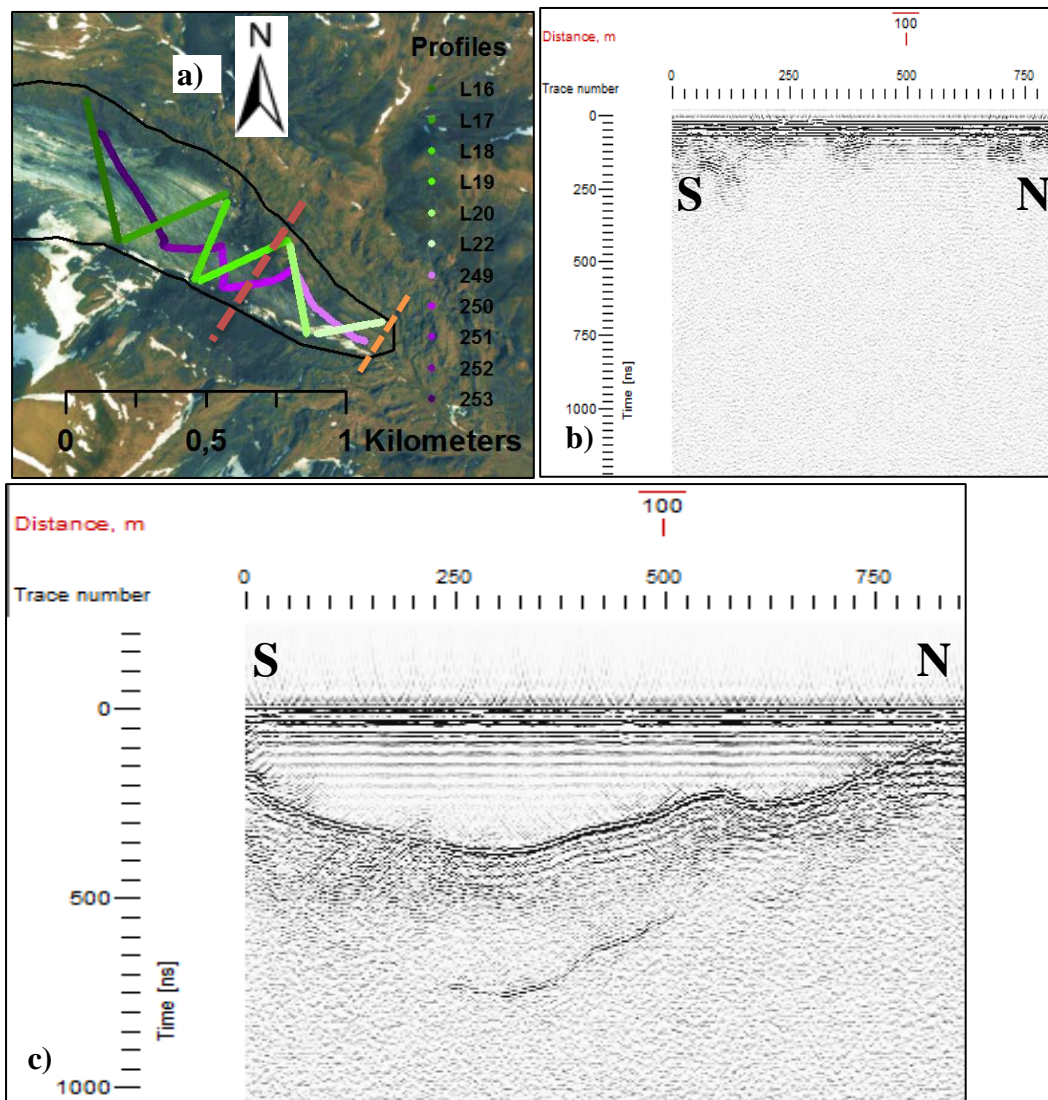 N
a)
Profiles
L16
L17
L18
L19
L20
L22
249
250
251
252
253
0 0,5 1 Kilometers
100
Distance, m
0 250 500 750
Trace number
0
S N
250
500
750
1000
Time [ns]
b)
100
Distance, m
0 250 500 750
Trace number
S N
0
500
Time [ns]
c)
1000